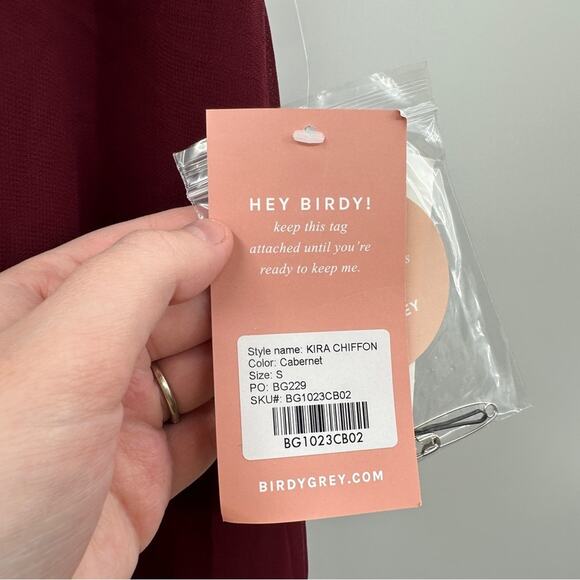 HEY BIRDY!
keep this tag
attached until you're
ready to keep me.
Style name: KIRA CHIFFON
Color: Cabernet
Size: S
PO: BG229
SKU#: BG1023CB02
BG1023CB02
BIRDYGREY.COM